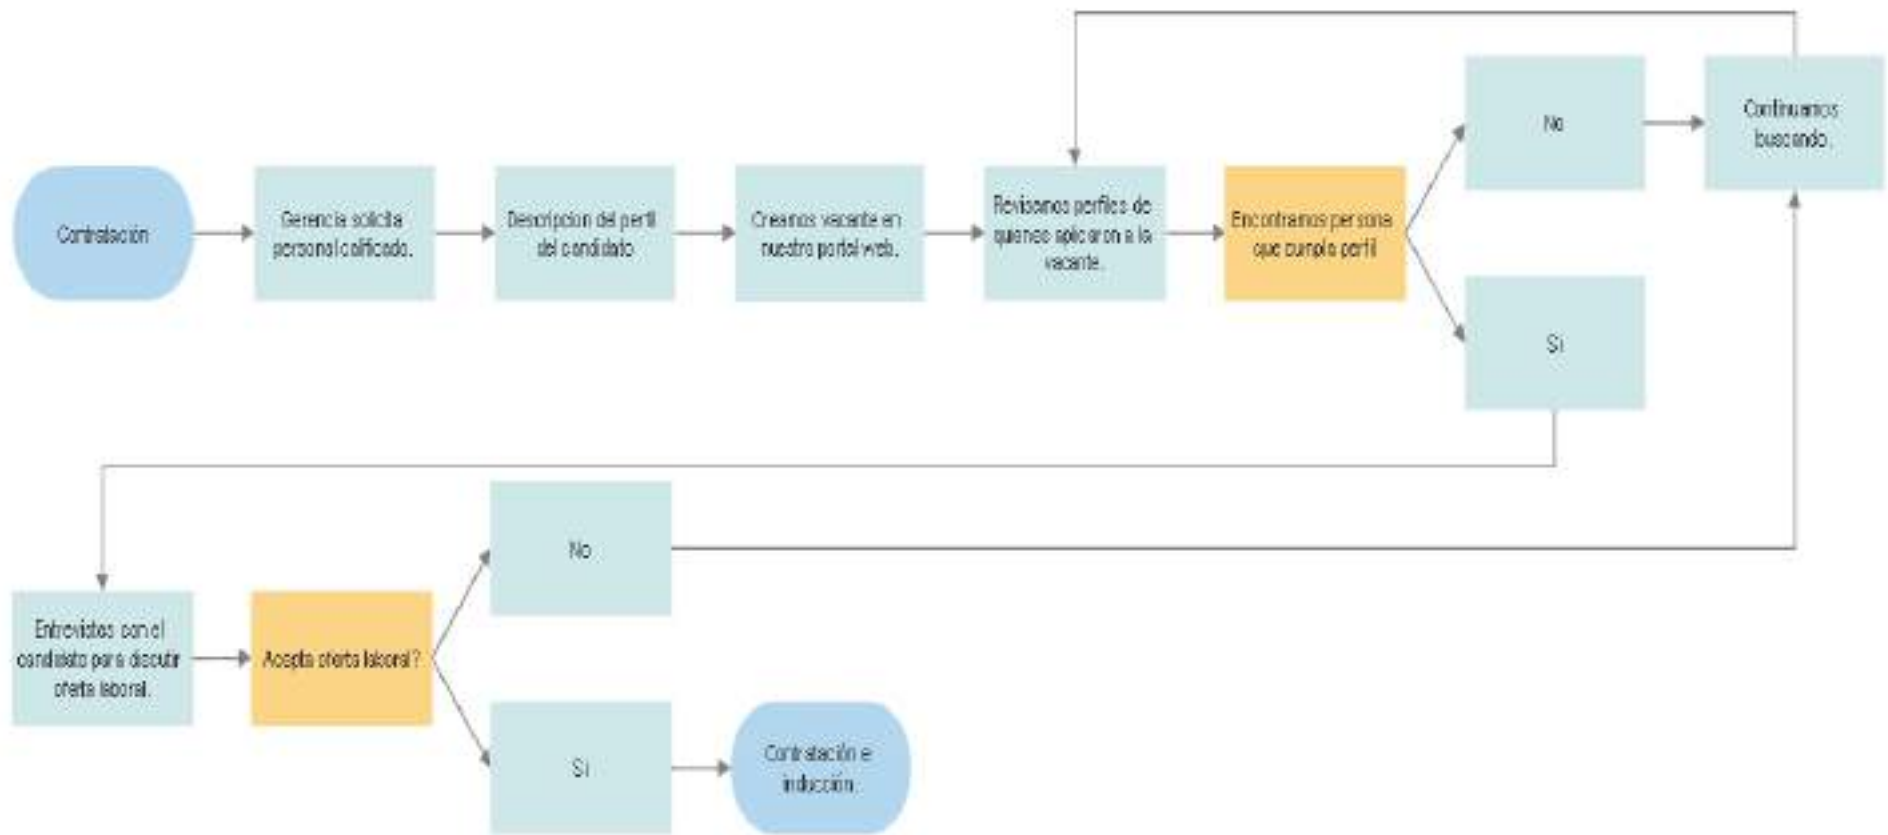 Contratación
Gerencia solicita
personal calificado.
Descripcion del perfil
del candidato
Creamos vacante en
nuestro portal web.
Revisamos perfiles de
quienes aplicaron a la
vacante.
Encontramos persona
que cumpla perfil
No
Si
Continuamos
buscando.
Entrevistas con el
candidato para discutir
oferta laboral.
Acepta oferta laboral?
No
Si
Contratación e
inducción.